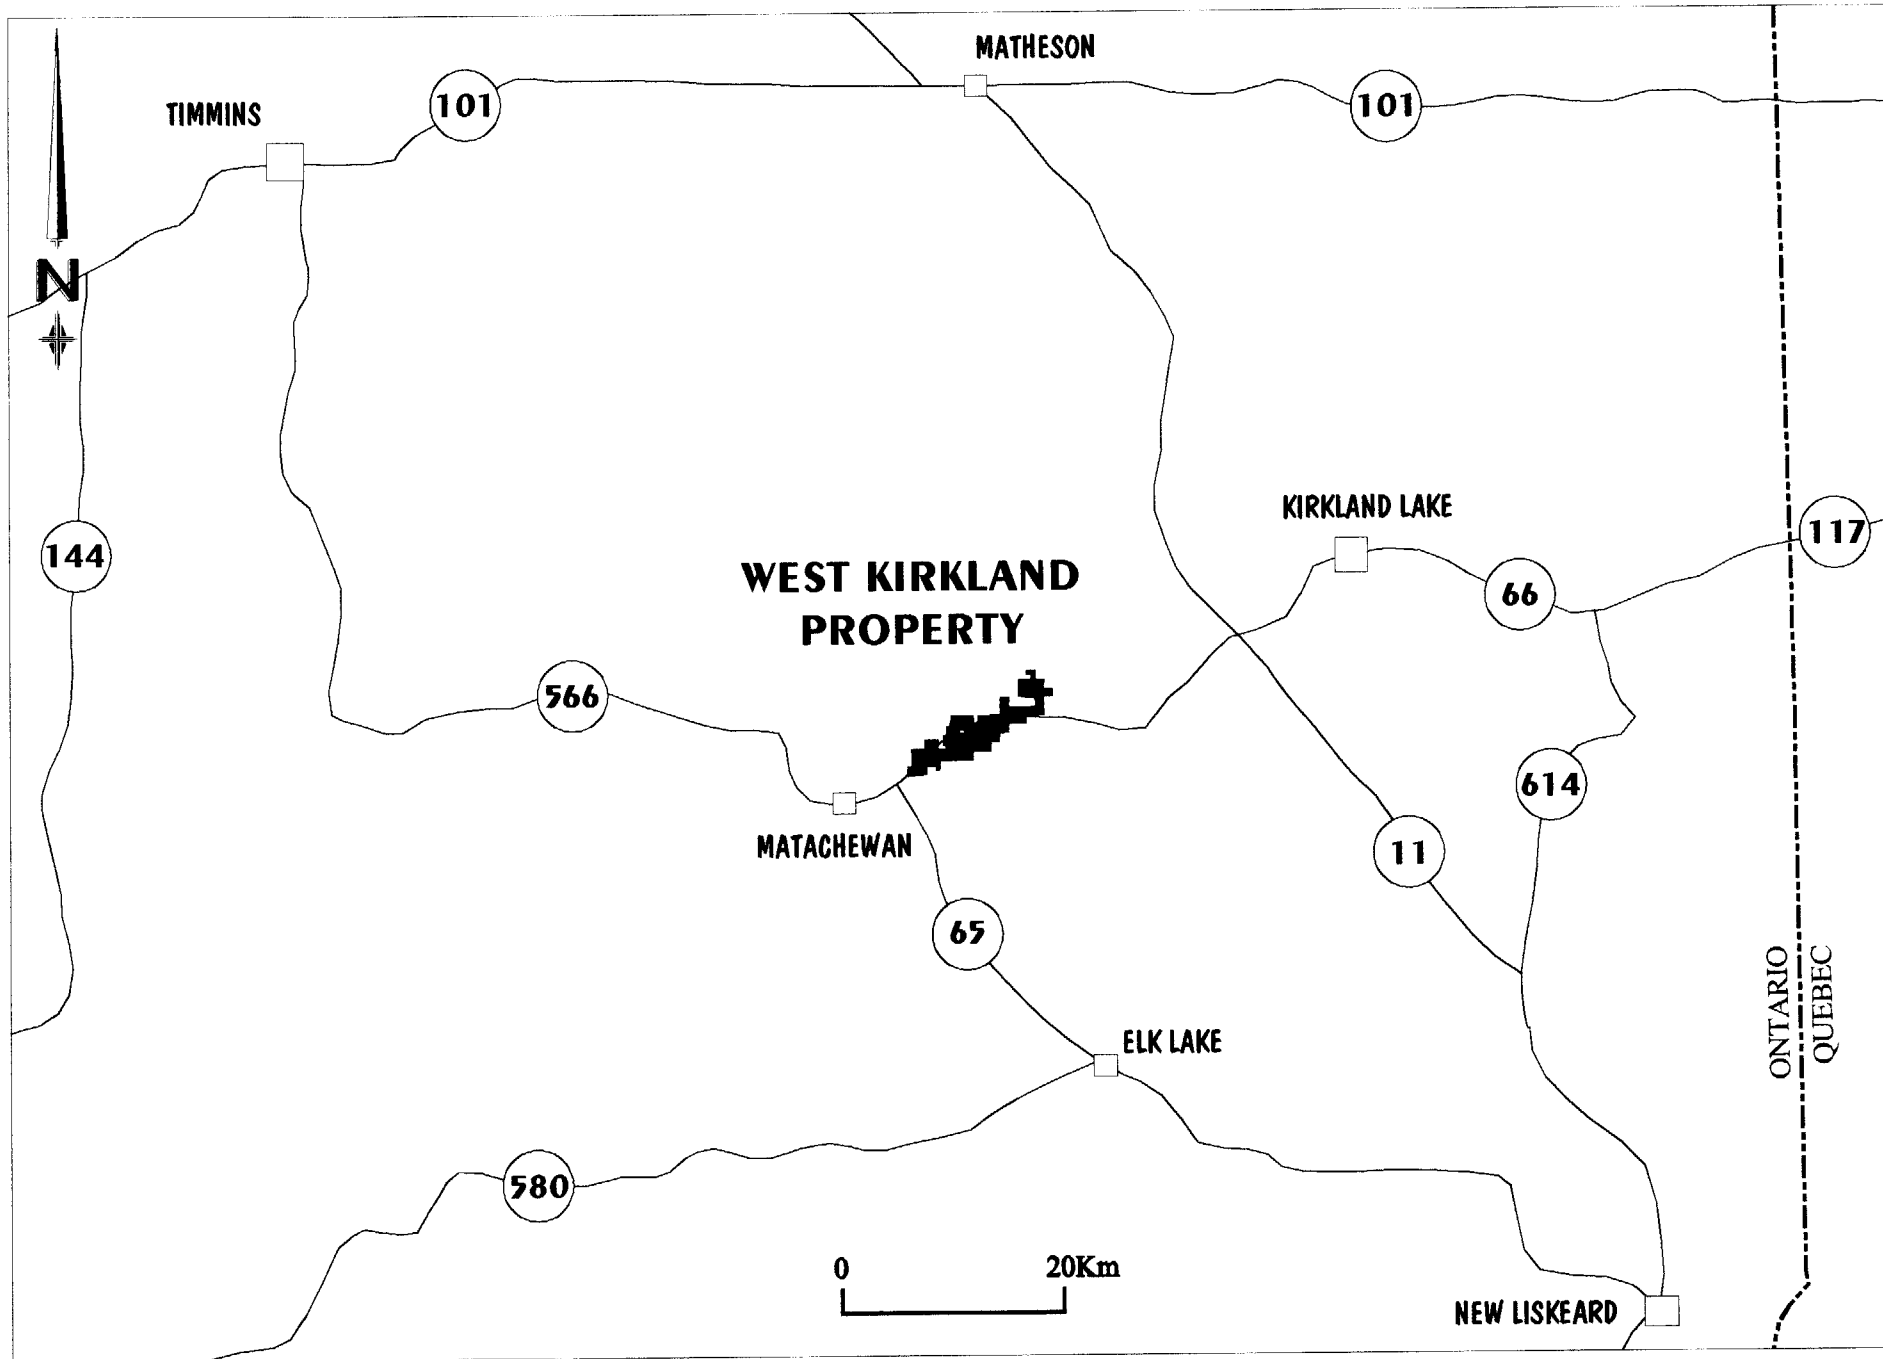 MATHESON
TIMMINS
101
101
N
KIRKLAND LAKE
117
144
WEST KIRKLAND
PROPERTY
66
566
614
MATACHEWAN
11
65
ONTARIO
QUEBEC
ELK LAKE
580
0 20Km
NEW LISKEARD